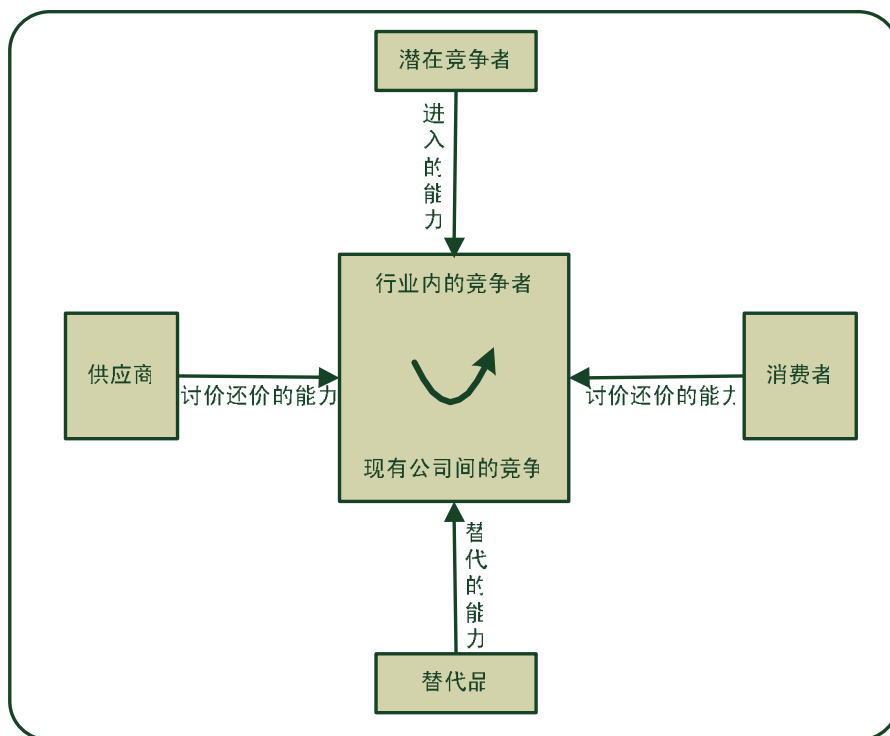 潜在竞争者
进入的能力
行业内的竞争者
供应商
讨价还价的能力
讨价还价的能力
消费者
现有公司间的竞争
替代的能力
替代品